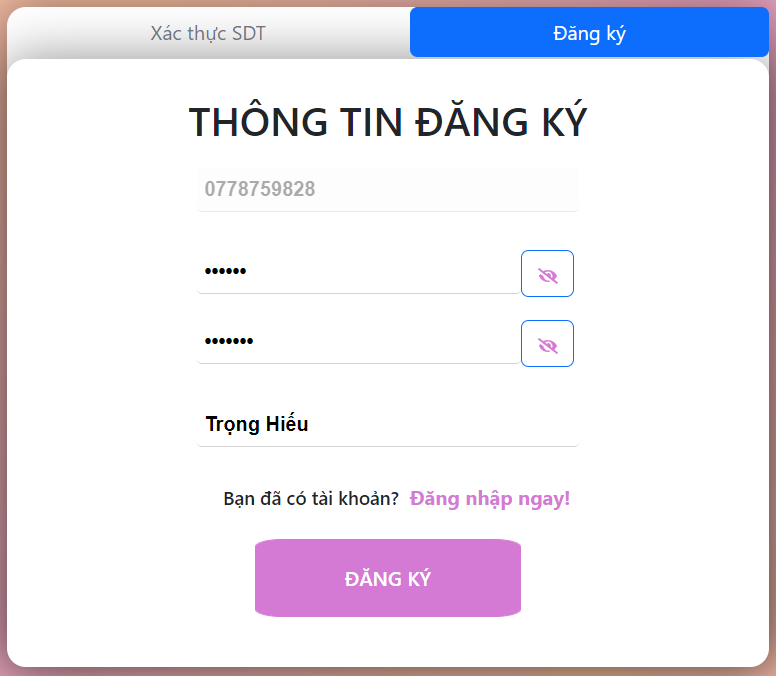 Xác thực SDT
Đăng ký
THÔNG TIN ĐĂNG KÝ
0778759828
••••••
•••••••
Trọng Hiếu
Bạn đã có tài khoản? Đăng nhập ngay!
ĐĂNG KÝ